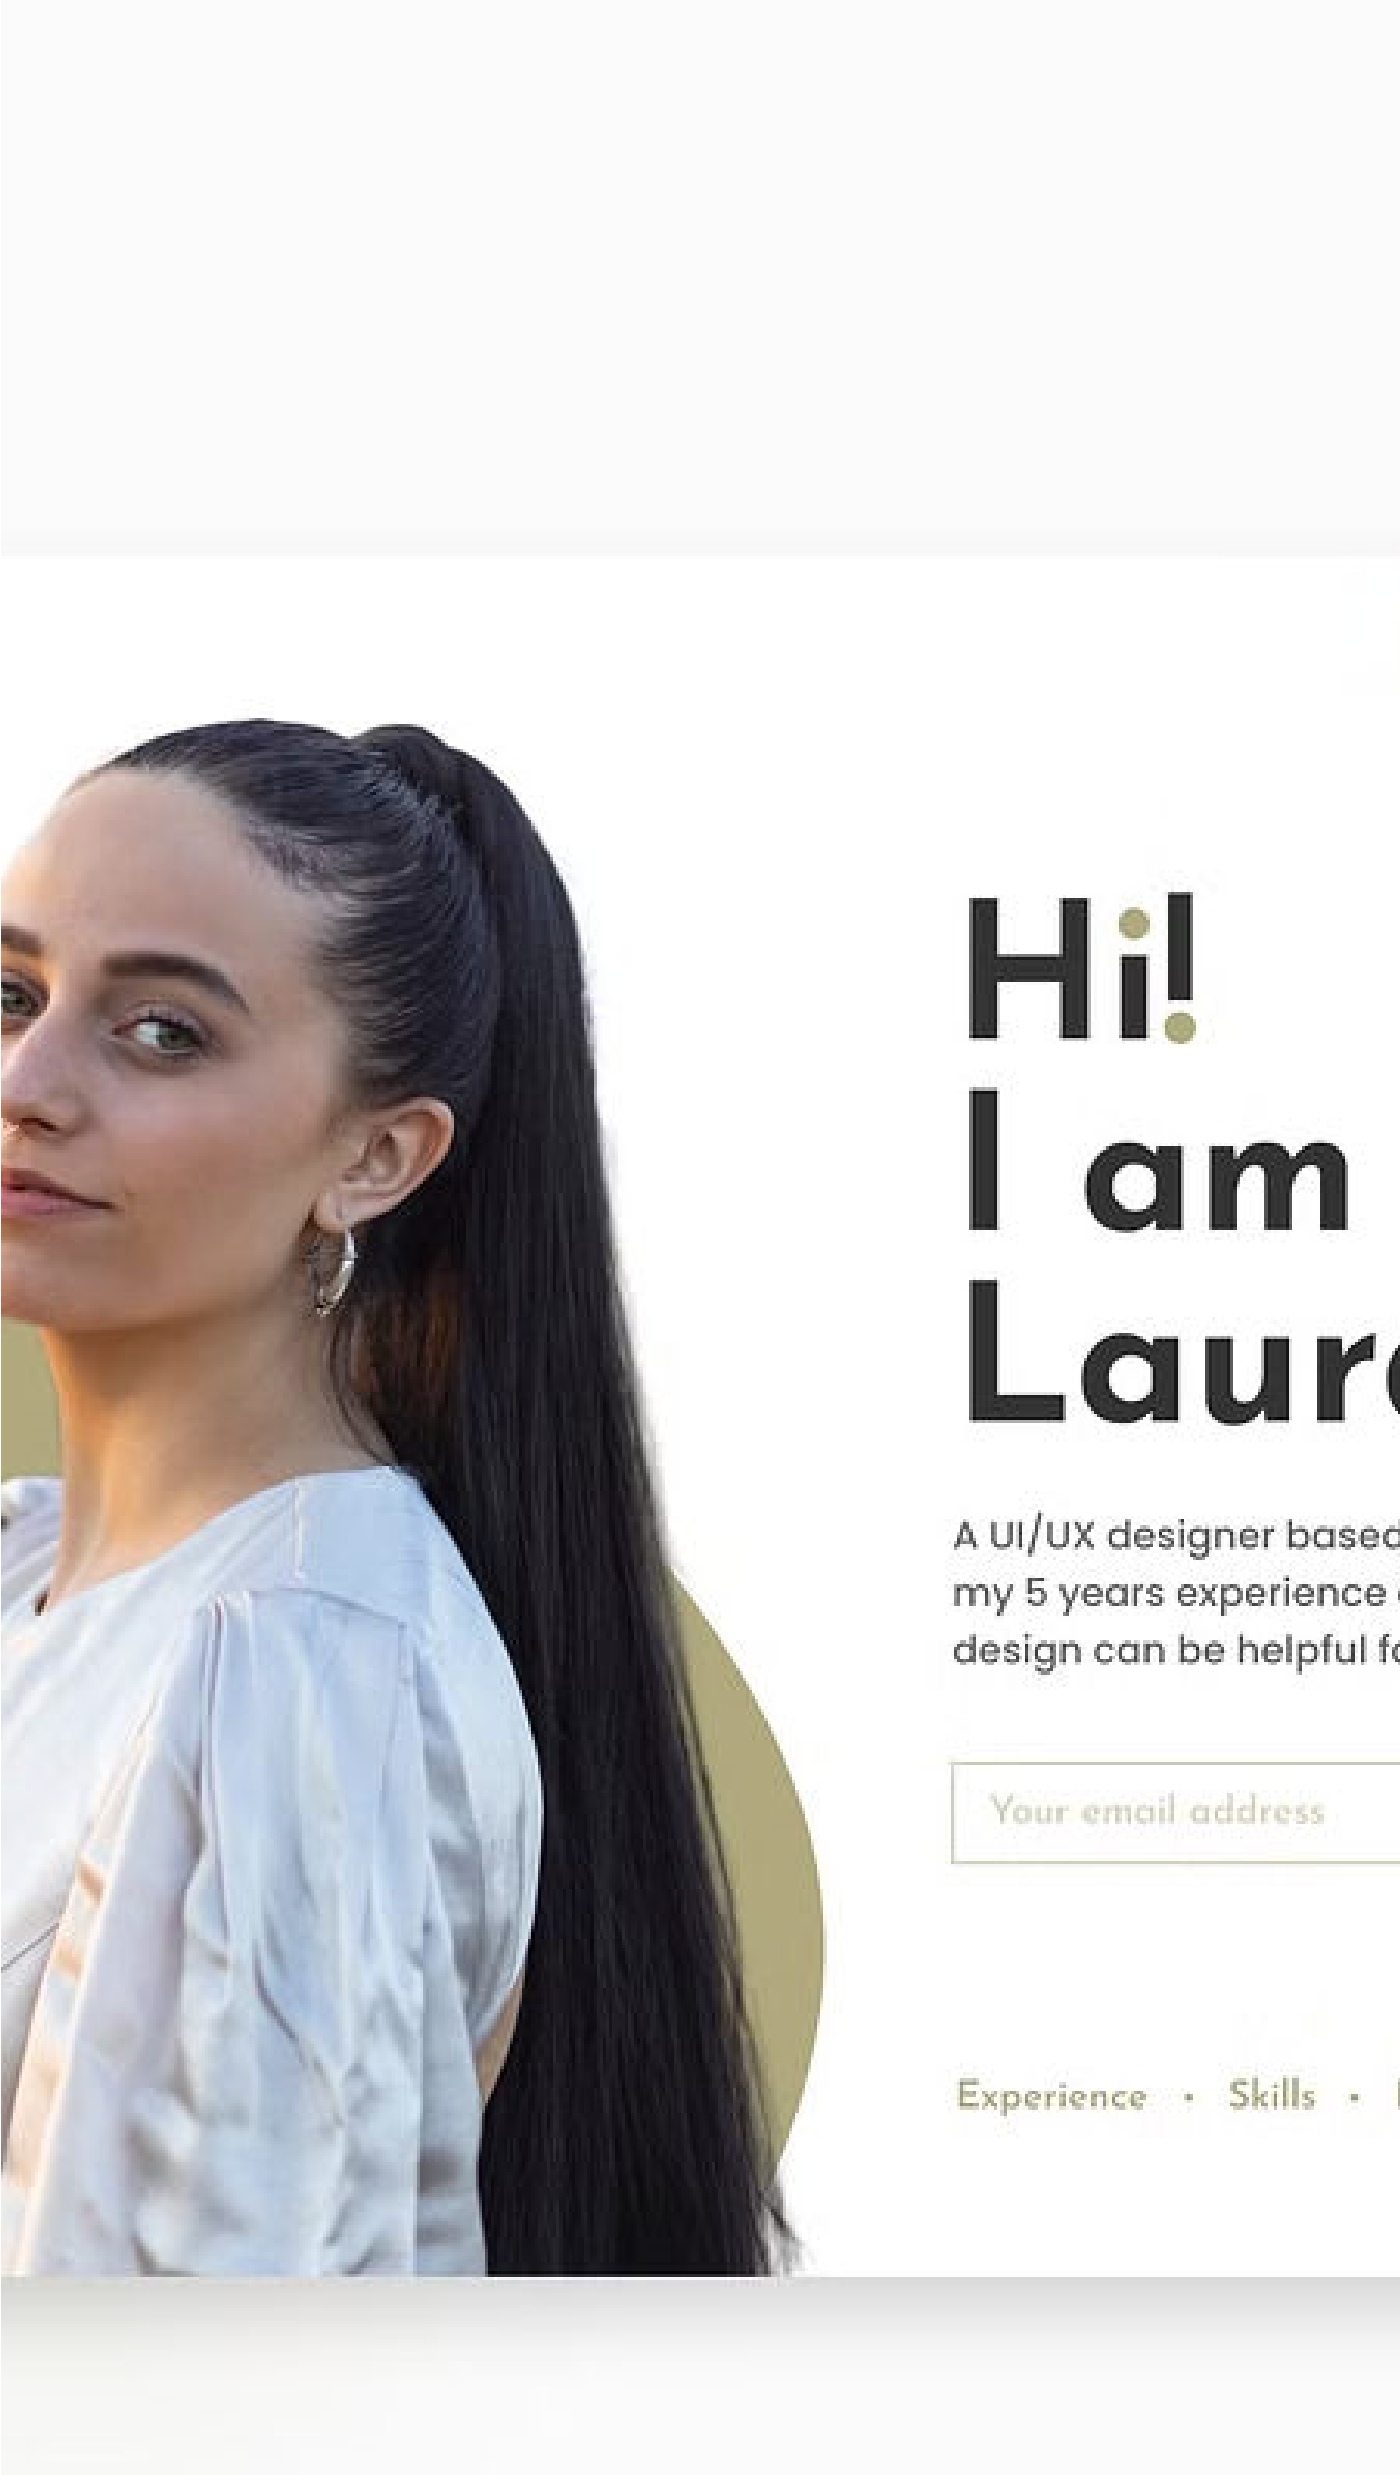 Hi!
I am
Laur
A UI/UX designer based
my 5 years experience
design can be helpful
Your email address
Experience • Skills •